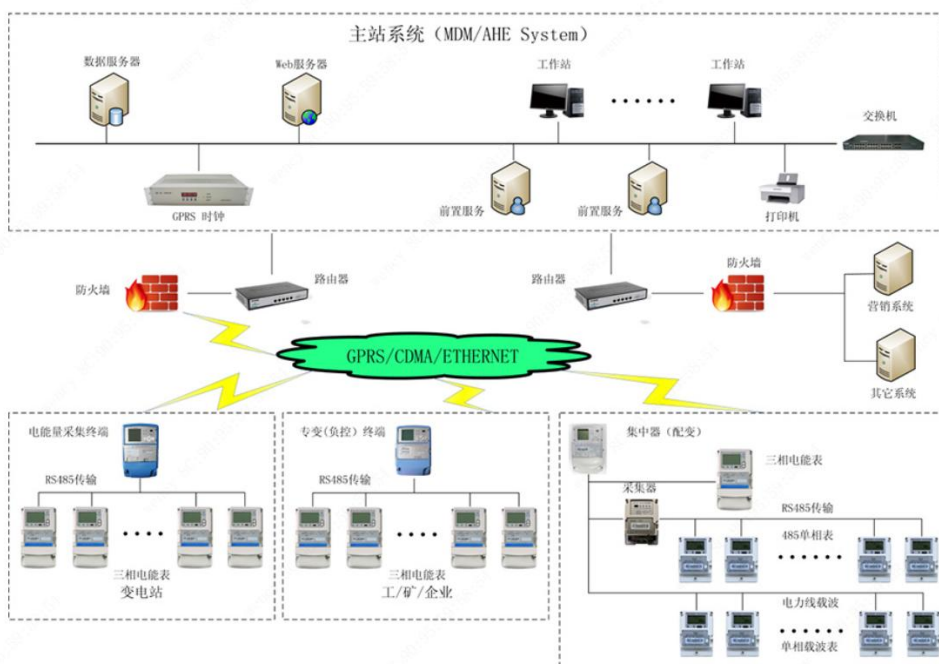 主站系统（MDM/AHE System）
数据服务器
Web服务器
工作站
工作站
交换机
GPRS 时钟
前置服务
前置服务
打印机
防火墙
路由器
路由器
防火墙
营销系统
GPRS/CDMA/ETHERNET
其它系统
电能量采集终端
专变(负控）终端
集中器（配变）
三相电能表
RS485传输
RS485传输
采集器
RS485传输
485单相表
三相电能表
变电站
三相电能表
工/矿/企业
电力线载波
单相载波表